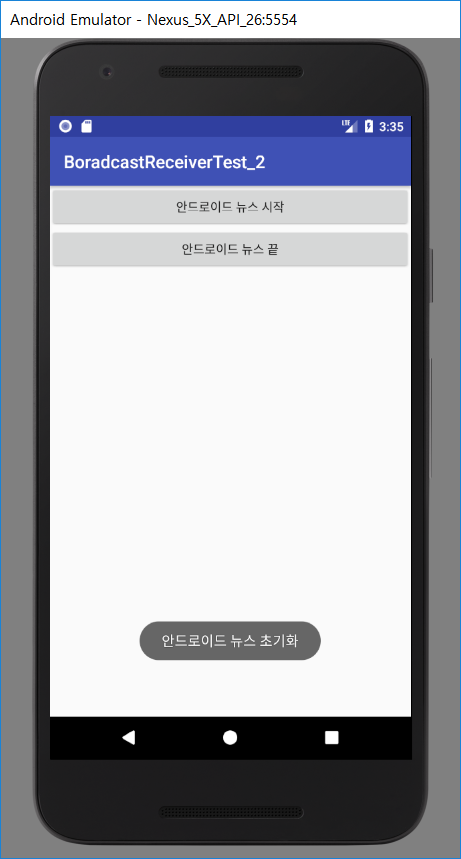 Android Emulator - Nexus_5X_API_26:5554
LTE 3:35
BoradcastReceiverTest_2
안드로이드 뉴스 시작
안드로이드 뉴스 끝
안드로이드 뉴스 초기화